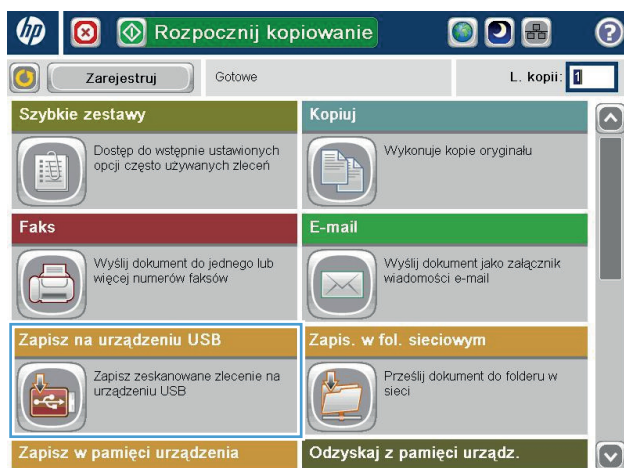 hp
Rozpocznij kopiowanie
?
Zarejestruj
Gotowe
L. kopii: 1
Szybkie zestawy
Dostęp do wstępnie ustawionych
opcji często używanych zleceń
Kopiuj
Wykonuje kopie oryginału
Faks
Wyślij dokument do jednego lub
więcej numerów faksów
E-mail
Wyślij dokument jako załącznik
wiadomości e-mail
Zapisz na urządzeniu USB
Zapisz zeskanowane zlecenie na
urządzeniu USB
Zapis. w fol. sieciowym
Prześlij dokument do folderu w
sieci
Zapisz w pamięci urządzenia
Odzyskaj z pamięci urządz.